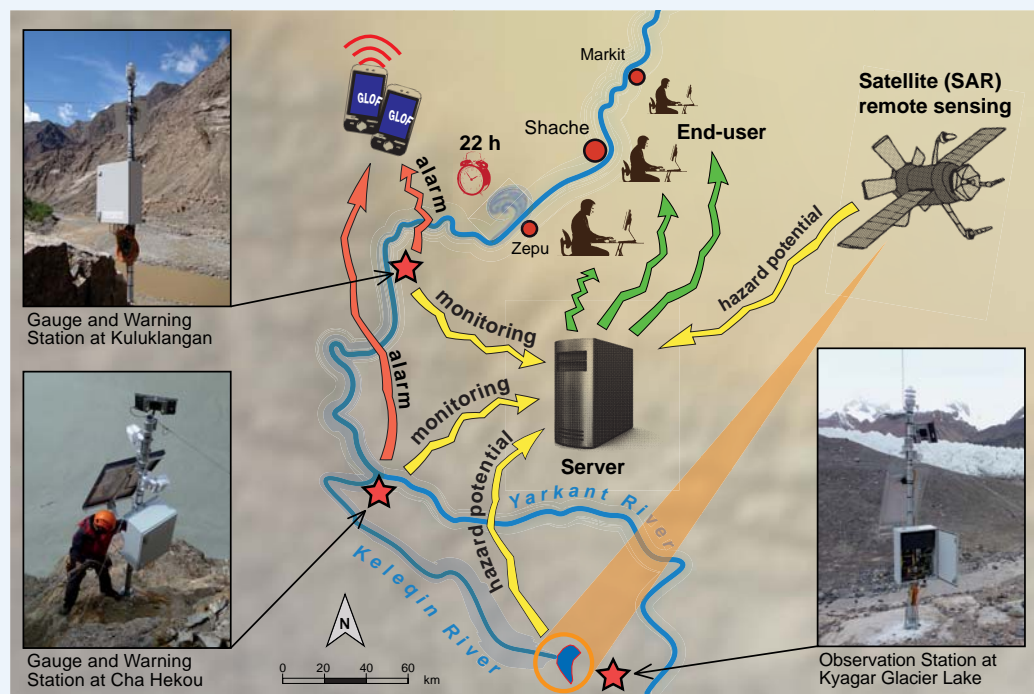 Markit
Satellite (SAR)
remote sensing
GLOF
GLOF
22 h
Shache
End-user
alarm
Zepu
hazard potential
Gauge and Warning
Station at Kuluklangan
monitoring
alarm
monitoring
Server
hazard potential
Yarkant River
Keleqin River
N
0 20 40 60
km
Gauge and Warning
Station at Cha Hekou
Observation Station at
Kyagar Glacier Lake